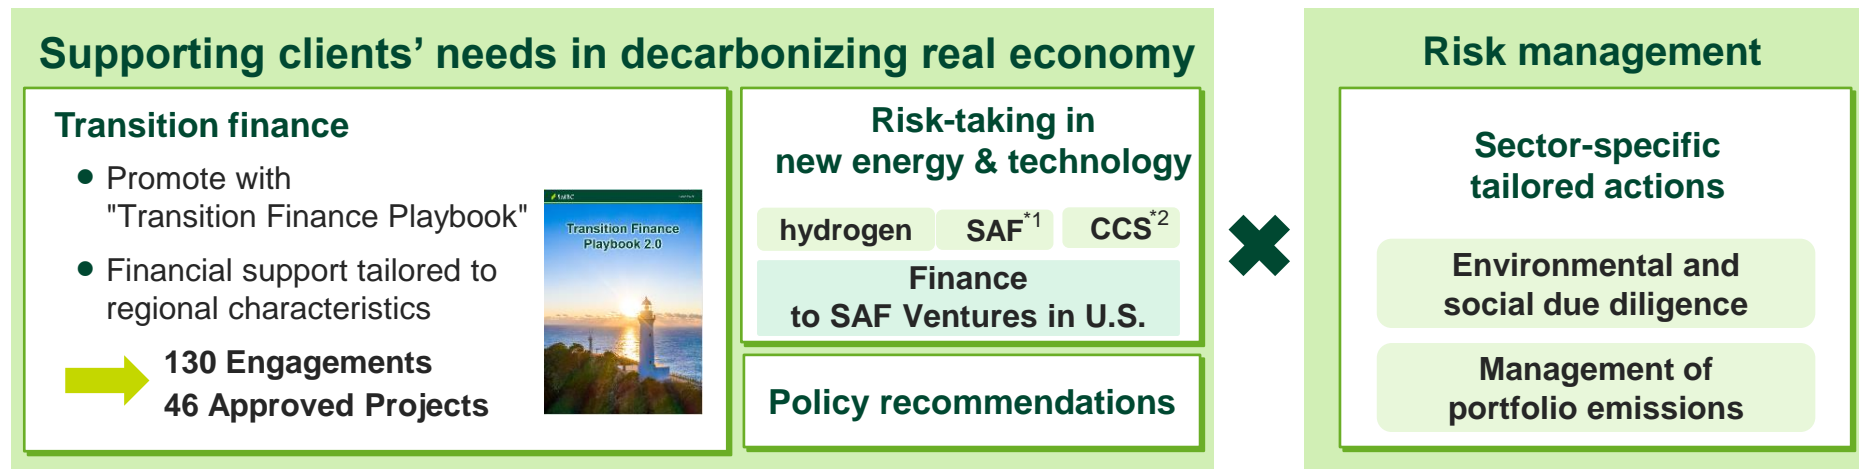 Supporting clients’ needs in decarbonizing real economy
Transition finance
● Promote with
"Transition Finance Playbook"
● Financial support tailored to
regional characteristics
130 Engagements
46 Approved Projects
SMBC
Transition Finance
Playbook 2.0
Risk-taking in
new energy & technology
hydrogen SAF*1 CCS*2
Finance
to SAF Ventures in U.S.
Policy recommendations
Risk management
Sector-specific
tailored actions
Environmental and
social due diligence
Management of
portfolio emissions